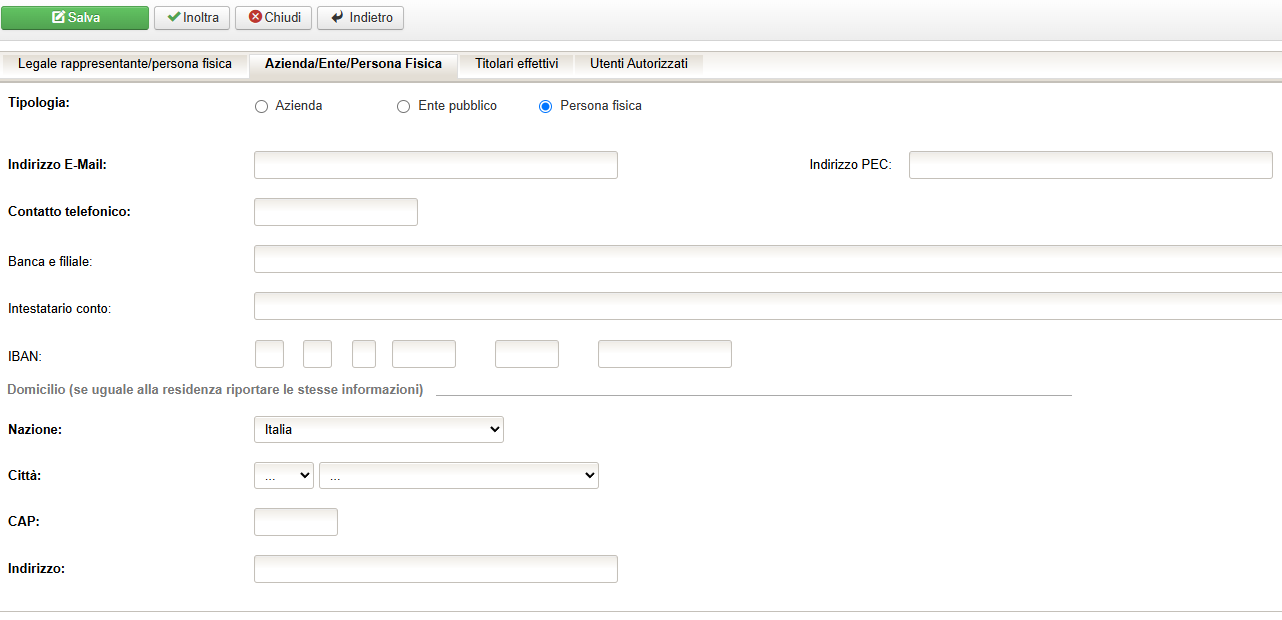 Salva Inoltra Chiudi Indietro
Legale rappresentante/persona fisica Azienda/Ente/Persona Fisica Titolari effettivi Utenti Autorizzati
Tipologia: Azienda Ente pubblico Persona fisica
Indirizzo E-Mail: Indirizzo PEC:
Contatto telefonico:
Banca e filiale:
Intestatario conto:
IBAN:
Domicilio (se uguale alla residenza riportare le stesse informazioni)
Nazione: Italia
Città: ... ...
CAP:
Indirizzo: